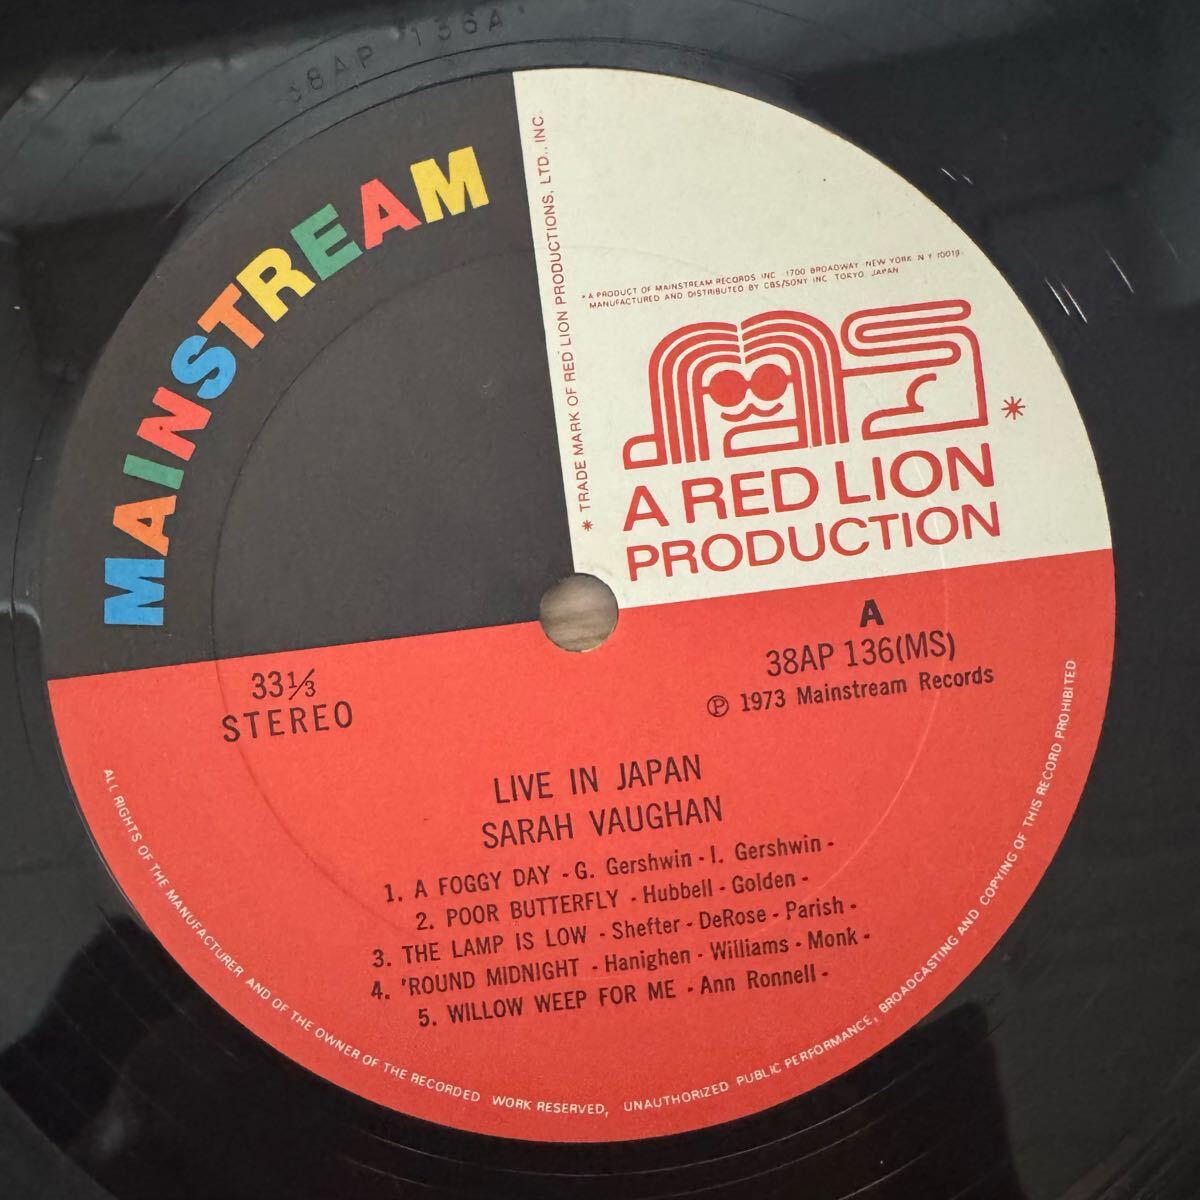 38AP 136A
MAINSTREAM
* TRADE MARK OF RED LION PRODUCTIONS, LTD., INC
* A PRODUCT OF MAINSTREAM RECORDS INC 1700 BROADWAY NEW YORK N Y 10019
MANUFACTURED AND DISTRIBUTED BY CBS/SONY INC TOKYO JAPAN
*
A RED LION
PRODUCTION
33⅓
STEREO
A
38AP 136(MS)
℗ 1973 Mainstream Records
LIVE IN JAPAN
SARAH VAUGHAN
1. A FOGGY DAY - G. Gershwin - I. Gershwin -
2. POOR BUTTERFLY - Hubbell - Golden -
3. THE LAMP IS LOW - Shefter - DeRose - Parish -
4. 'ROUND MIDNIGHT - Hanighen - Williams - Monk -
5. WILLOW WEEP FOR ME - Ann Ronnell -
ALL RIGHTS OF THE MANUFACTURER AND OF THE OWNER OF THE RECORDED WORK RESERVED, UNAUTHORIZED PUBLIC PERFORMANCE, BROADCASTING AND COPYING OF THIS RECORD PROHIBITED